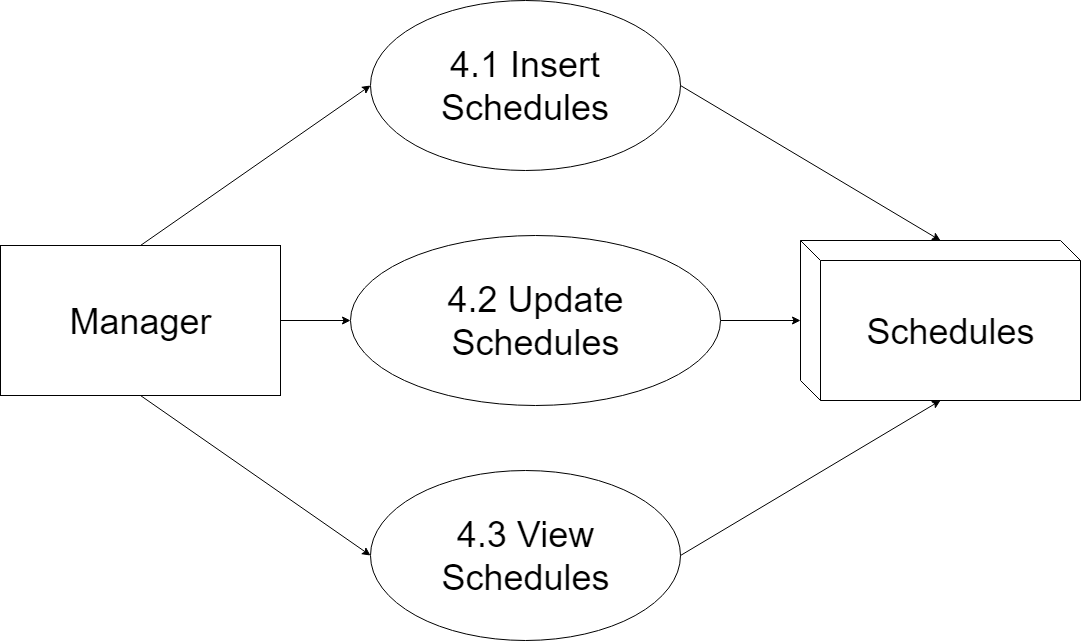 4.1 Insert
Schedules
Manager
4.2 Update
Schedules
Schedules
4.3 View
Schedules